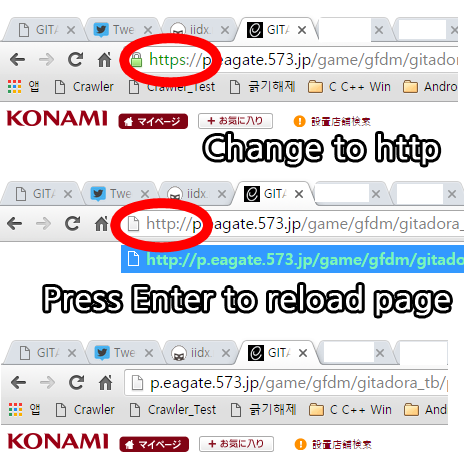 GITA Twe iidx. GITA
https://p.eagate.573.jp/game/gfdm/gitadora
앱 Crawler Crawler_Test 긁기해제 C C++ Win Andro
KONAMI マイページ + お気に入り 設置店舗検索
Change to http
GITA Twe iidx. GITA
http://p.eagate.573.jp/game/gfdm/gitadora_
http://p.eagate.573.jp/game/gfdm/gitado
Press Enter to reload page
GITA Twe iidx. GITA
p.eagate.573.jp/game/gfdm/gitadora_tb/p
앱 Crawler Crawler_Test 긁기해제 C C++ Win And
KONAMI マイページ + お気に入り 設置店舗検索